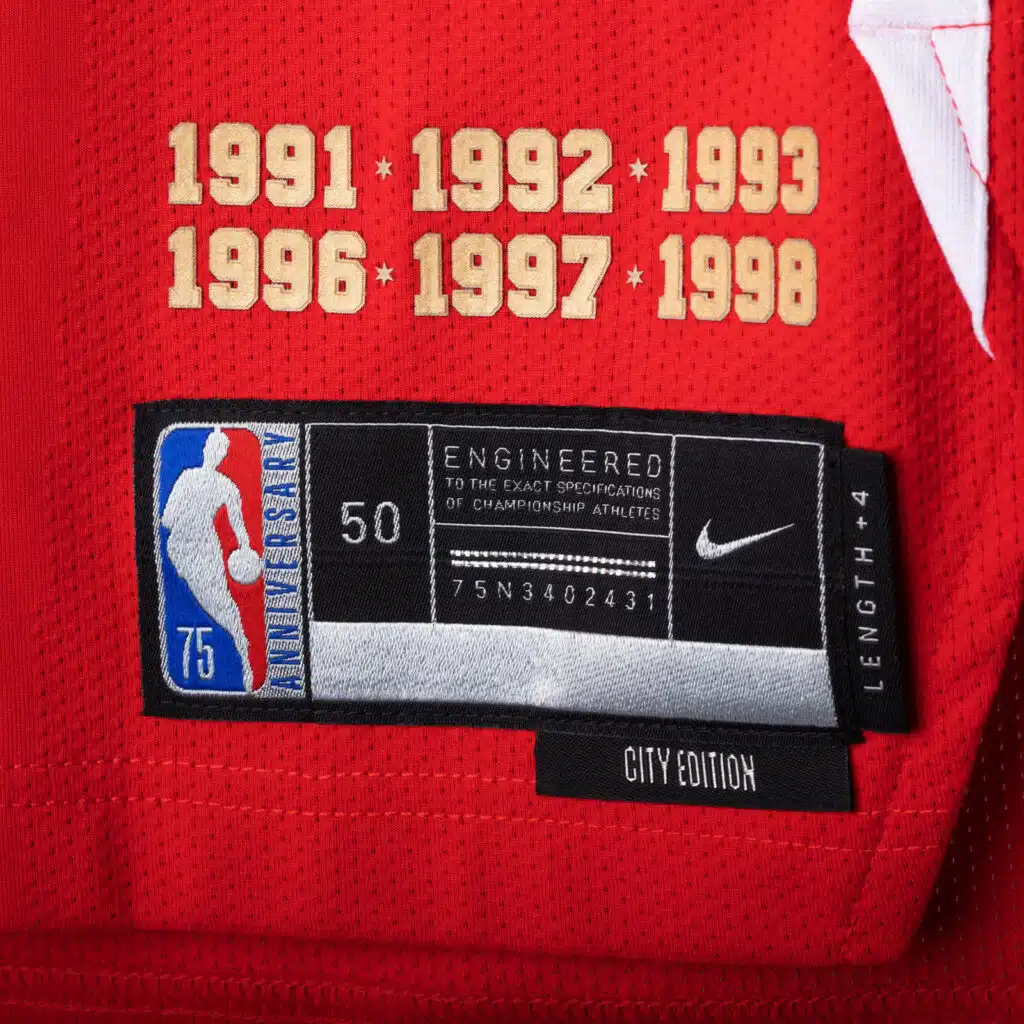 1991 ✶ 1992 ✶ 1993
1996 ✶ 1997 ✶ 1998
75
ANNIVERSARY
50
ENGINEERED
TO THE EXACT SPECIFICATIONS
OF CHAMPIONSHIP ATHLETES
75N3402431
LENGTH +4
CITY EDITION